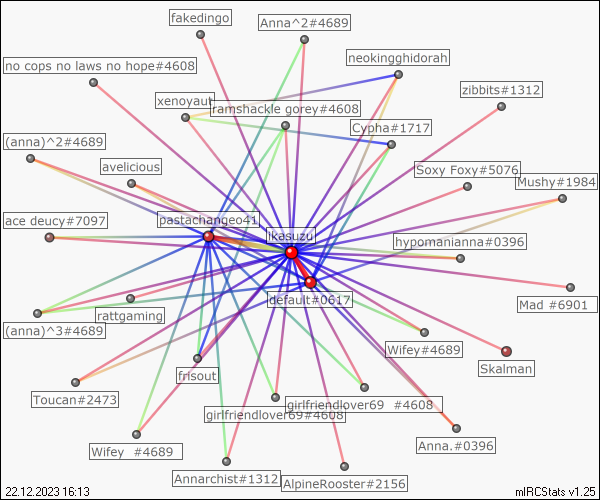 fakedingo
Anna^2#4689
neokingghidorah
no cops no laws no hope#4608
zibbits#1312
xenoyaut
ramshackle gorey#4608
Cypha#1717
(anna)^2#4689
avelicious
Soxy Foxy#5076
Mushy#1984
ace deucy#7097
pastachangeo41
ikasuzu
hypomanianna#0396
default#0617
Mad #6901
rattgaming
(anna)^3#4689
Wifey#4689
Skalman
frisout
Toucan#2473
girlfriendlover69 #4608
girlfriendlover69#4608
Wifey #4689
Anna.#0396
Annarchist#1312
AlpineRooster#2156
22.12.2023 16:13
mIRCStats v1.25